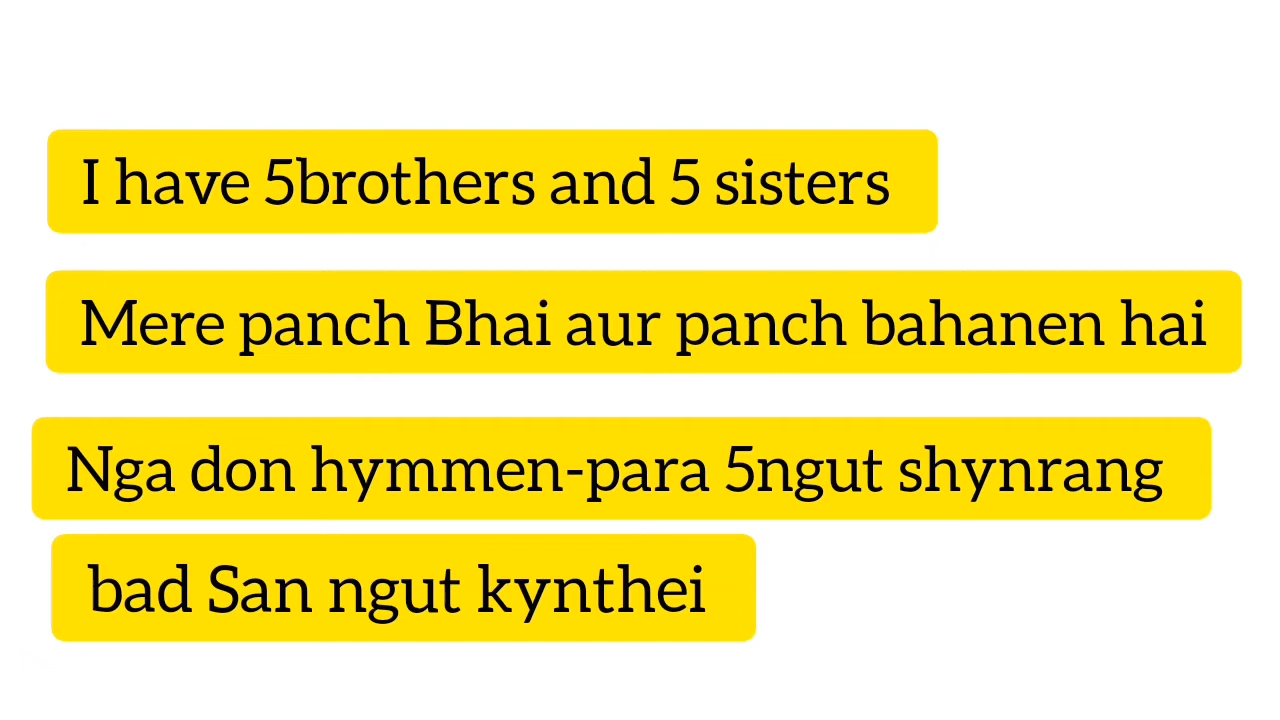 I have 5brothers and 5 sisters
Mere panch Bhai aur panch bahanen hai
Nga don hymmen-para 5ngut shynrang
bad San ngut kynthei